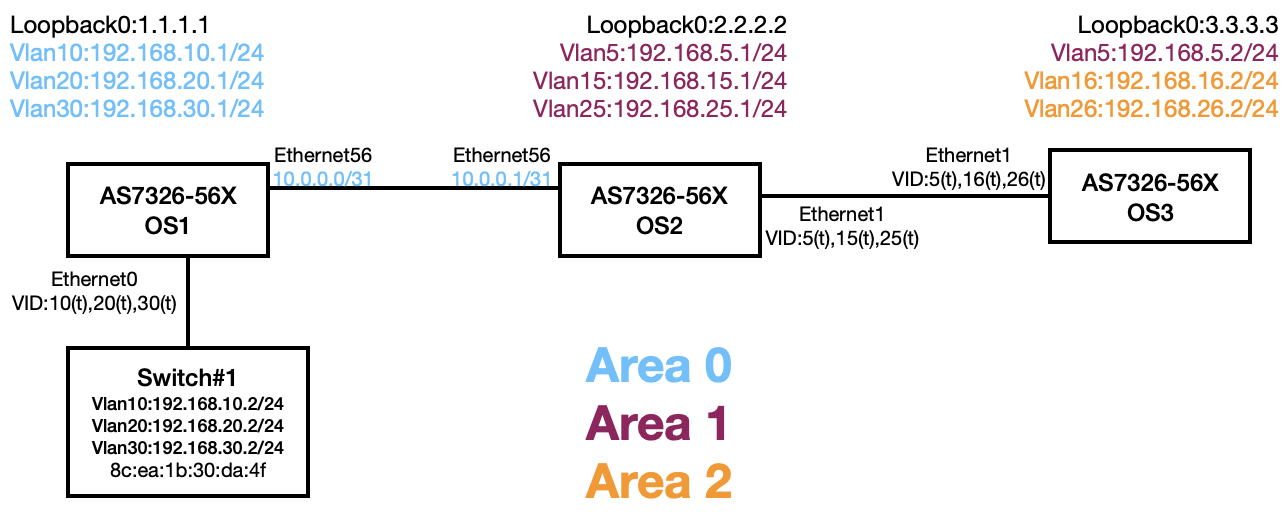 Loopback0:1.1.1.1
Vlan10:192.168.10.1/24
Vlan20:192.168.20.1/24
Vlan30:192.168.30.1/24
Loopback0:2.2.2.2
Vlan5:192.168.5.1/24
Vlan15:192.168.15.1/24
Vlan25:192.168.25.1/24
Loopback0:3.3.3.3
Vlan5:192.168.5.2/24
Vlan16:192.168.16.2/24
Vlan26:192.168.26.2/24
AS7326-56X
OS1
Ethernet56
10.0.0.0/31
Ethernet56
10.0.0.1/31
AS7326-56X
OS2
Ethernet1
VID:5(t),15(t),25(t)
Ethernet1
VID:5(t),16(t),26(t)
AS7326-56X
OS3
Ethernet0
VID:10(t),20(t),30(t)
Switch#1
Vlan10:192.168.10.2/24
Vlan20:192.168.20.2/24
Vlan30:192.168.30.2/24
8c:ea:1b:30:da:4f
Area 0
Area 1
Area 2